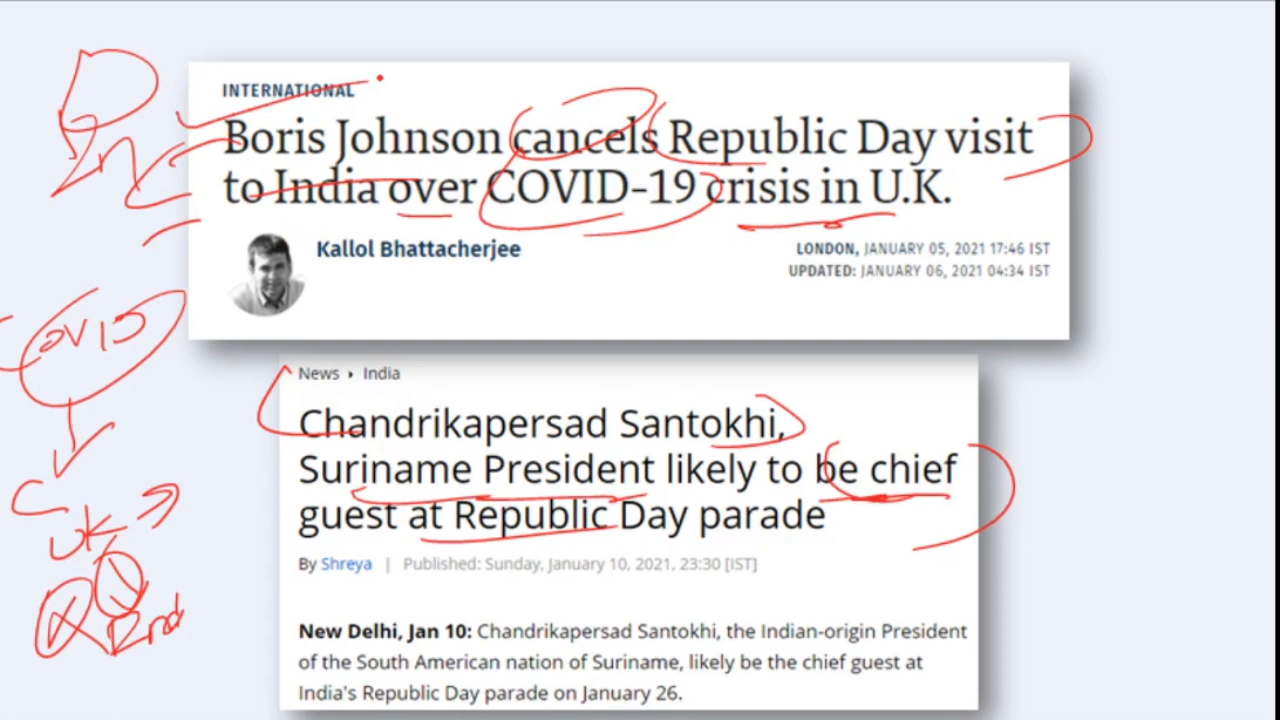 INTERNATIONAL
Boris Johnson cancels Republic Day visit
to India over COVID-19 crisis in U.K.
Kallol Bhattacherjee
LONDON, JANUARY 05, 2021 17:46 IST
UPDATED: JANUARY 06, 2021 04:34 IST
COVID
UK
News › India
Chandrikapersad Santokhi,
Suriname President likely to be chief
guest at Republic Day parade
By Shreya | Published: Sunday, January 10, 2021, 23:30 [IST]
New Delhi, Jan 10: Chandrikapersad Santokhi, the Indian-origin President
of the South American nation of Suriname, likely be the chief guest at
India's Republic Day parade on January 26.